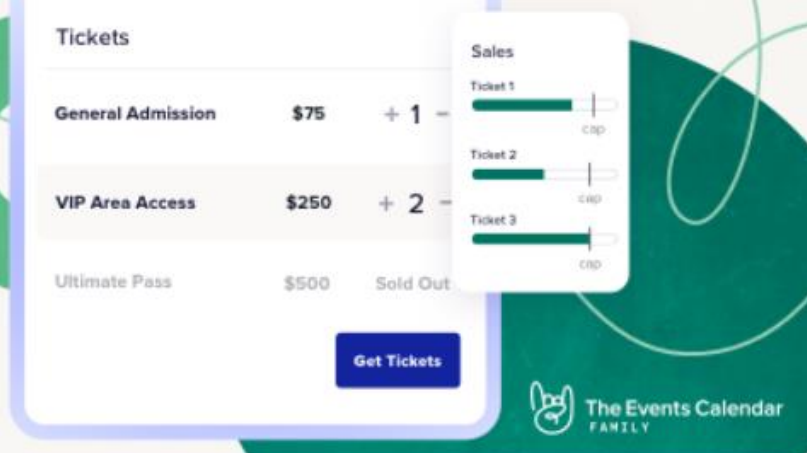 Tickets
General Admission $75 + 1 -
VIP Area Access $250 + 2 -
Ultimate Pass $500 Sold Out
Get Tickets
Sales
Ticket 1
cap
Ticket 2
cap
Ticket 3
cap
The Events Calendar
FAMILY